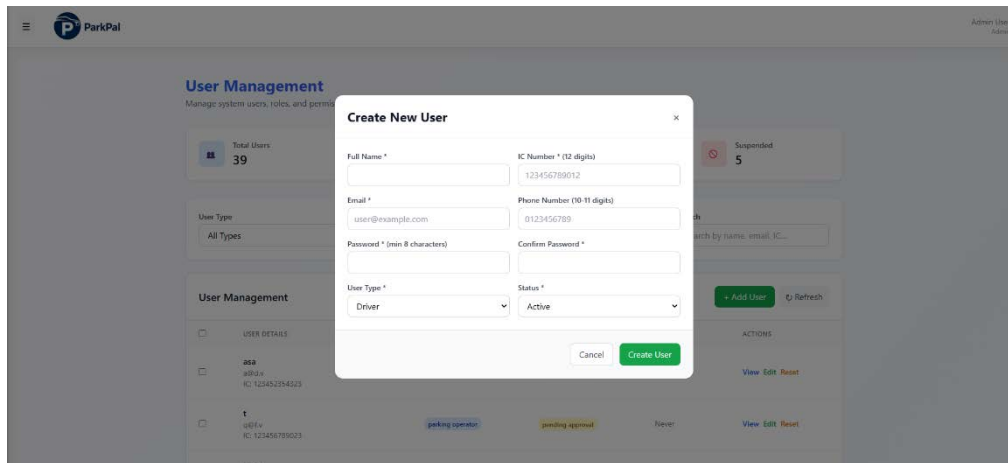 ☰ ParkPal
Admin User
Admin
User Management
Manage system users, roles, and permis
Total Users
39
Suspended
5
User Type
All Types
ch
arch by name, email, IC...
User Management
+ Add User ↻ Refresh
USER DETAILS
ACTIONS
asa
IC: 123452354323
View Edit Reset
t
IC: 123456789023
parking operator
pending approval
Never
View Edit Reset
Create New User ×
Full Name *
IC Number * (12 digits)
123456789012
Email *
Phone Number (10-11 digits)
user@example.com
0123456789
Password * (min 8 characters)
Confirm Password *
User Type *
Status *
Driver
Active
Cancel
Create User